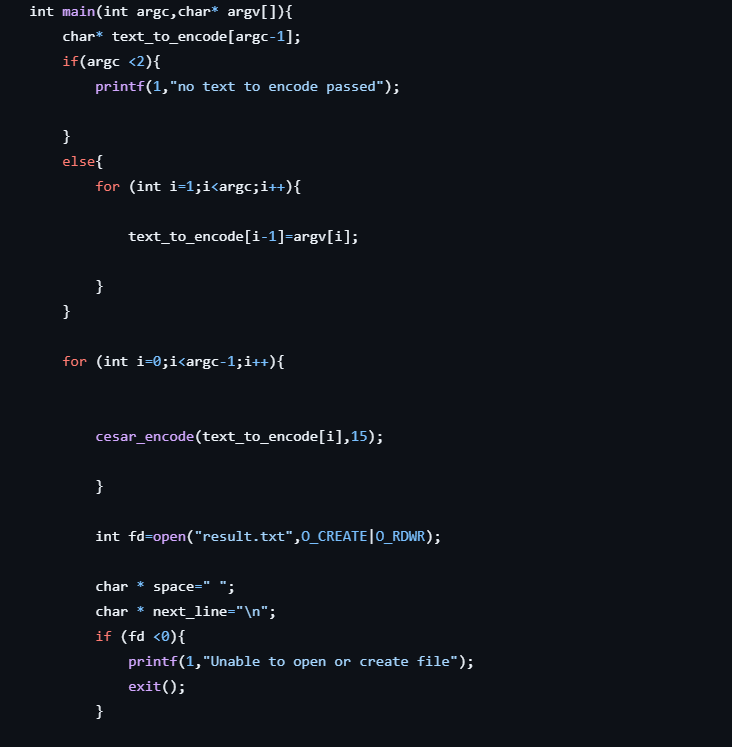 int main(int argc,char* argv[]){
char* text_to_encode[argc-1];
if(argc <2){
printf(1,"no text to encode passed");
}
else{
for (int i=1;i<argc;i++){
text_to_encode[i-1]=argv[i];
}
}
for (int i=0;i<argc-1;i++){
cesar_encode(text_to_encode[i],15);
}
int fd=open("result.txt",O_CREATE|O_RDWR);
char * space=" ";
char * next_line="\n";
if (fd <0){
printf(1,"Unable to open or create file");
exit();
}